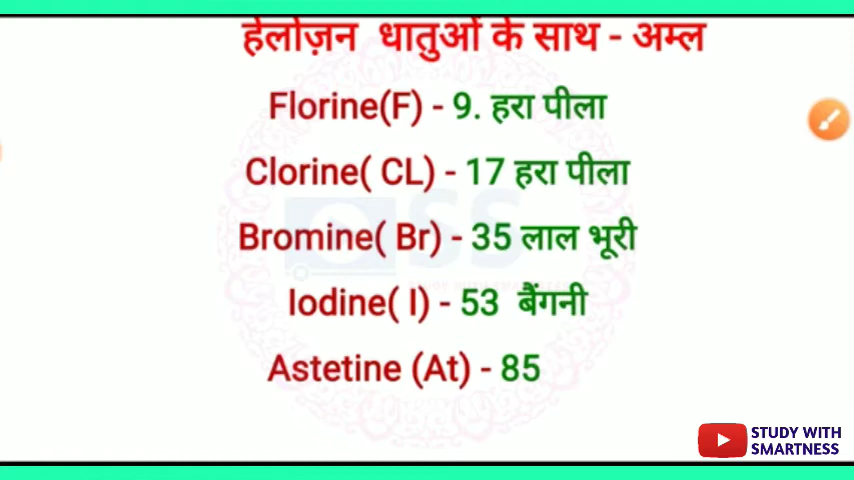 हेलोज़न धातुओं के साथ - अम्ल
Florine(F) - 9. हरा पीला
Clorine( CL) - 17 हरा पीला
Bromine( Br) - 35 लाल भूरी
Iodine( I) - 53 बैंगनी
Astetine (At) - 85
SS
STUDY WITH
SMARTNESS